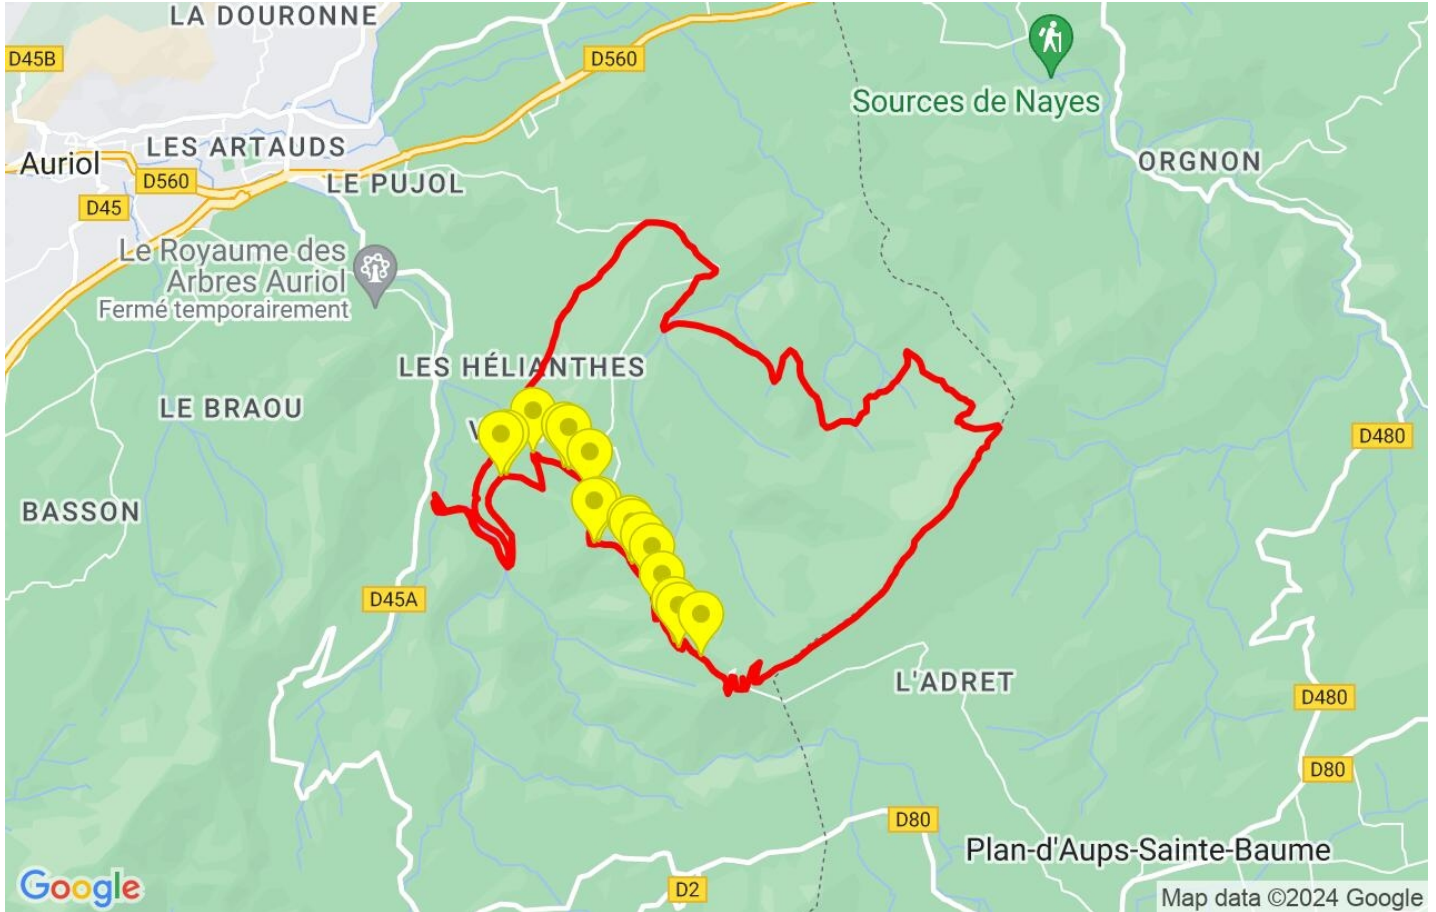 LA DOURONNE
D45B
D560
Sources de Nayes
LES ARTAUDS
Auriol
ORGNON
D560
LE PUJOL
D45
Le Royaume des
Arbres Auriol
Fermé temporairement
LES HÉLIANTHES
LE BRAOU
D480
BASSON
D45A
L'ADRET
D480
D80
D80
Plan-d'Aups-Sainte-Baume
D2
Google
Map data ©2024 Google